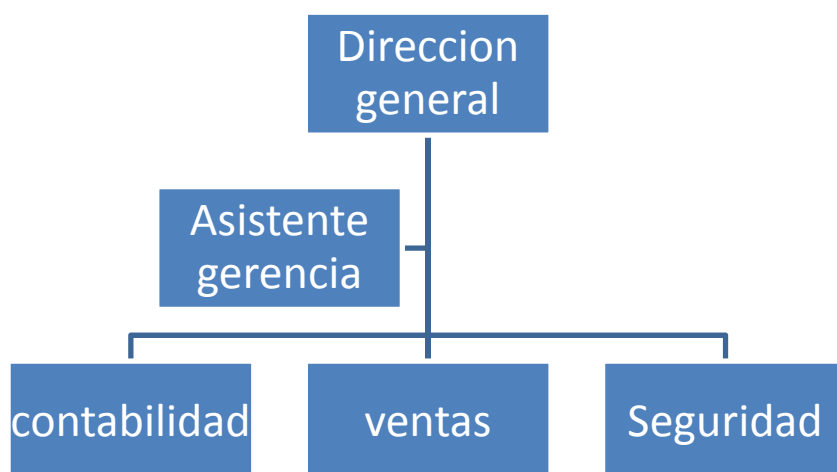 Direccion
general
Asistente
gerencia
contabilidad
ventas
Seguridad